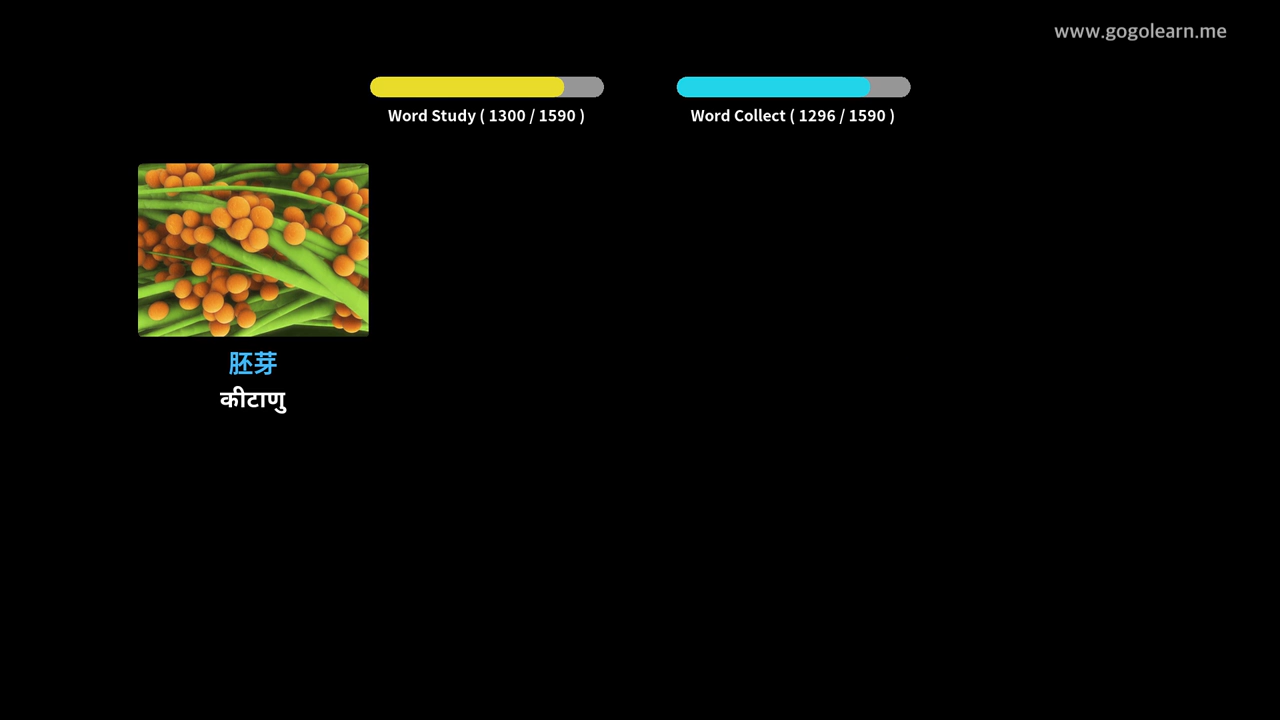 www.gogolearn.me
Word Study ( 1300 / 1590 )
Word Collect ( 1296 / 1590 )
胚芽
कीटाणु